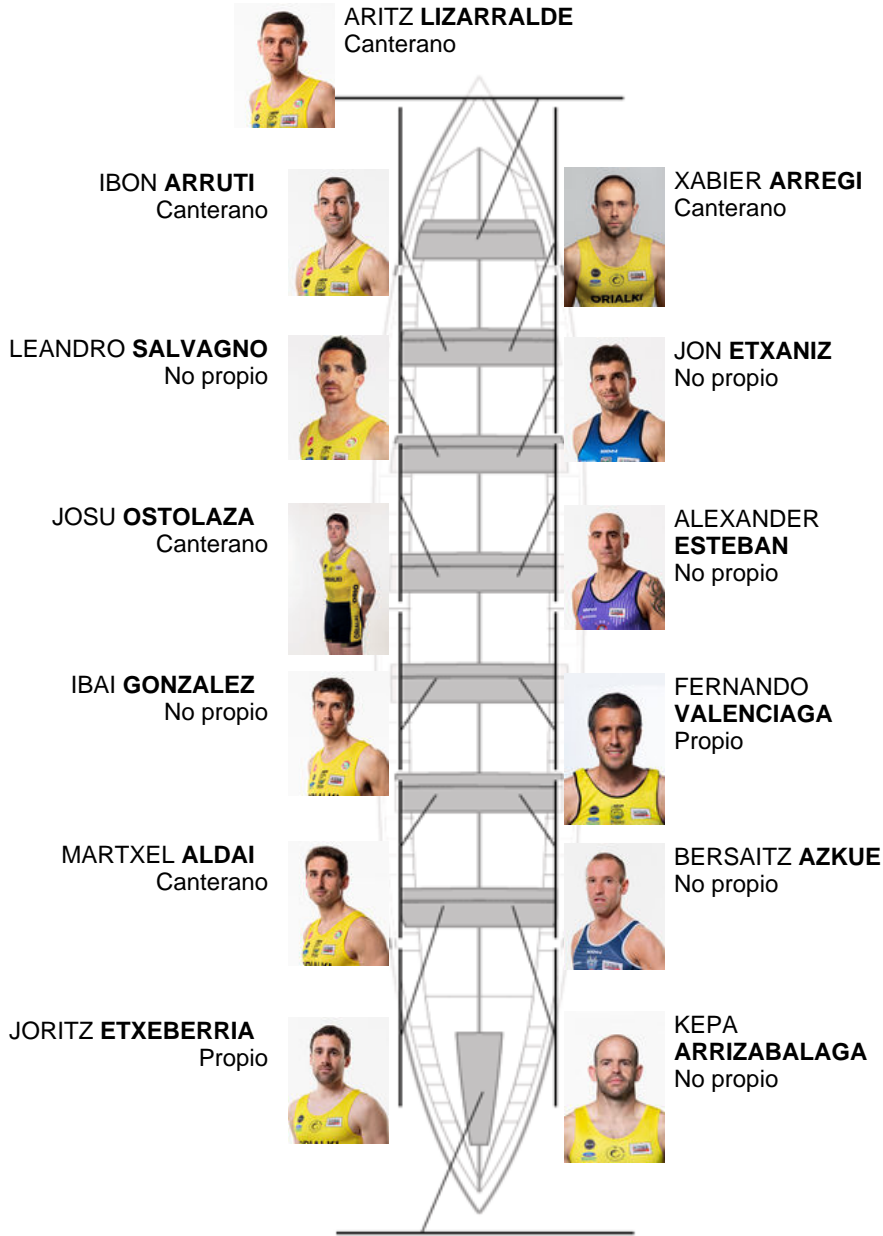 ARITZ LIZARRALDE
Canterano
IBON ARRUTI
Canterano
XABIER ARREGI
Canterano
ORIALKI
LEANDRO SALVAGNO
No propio
JON ETXANIZ
No propio
JOSU OSTOLAZA
Canterano
ORIALKI
ALEXANDER
ESTEBAN
No propio
IBAI GONZALEZ
No propio
FERNANDO
VALENCIAGA
Propio
MARTXEL ALDAI
Canterano
BERSAITZ AZKUE
No propio
JORITZ ETXEBERRIA
Propio
KEPA
ARRIZABALAGA
No propio